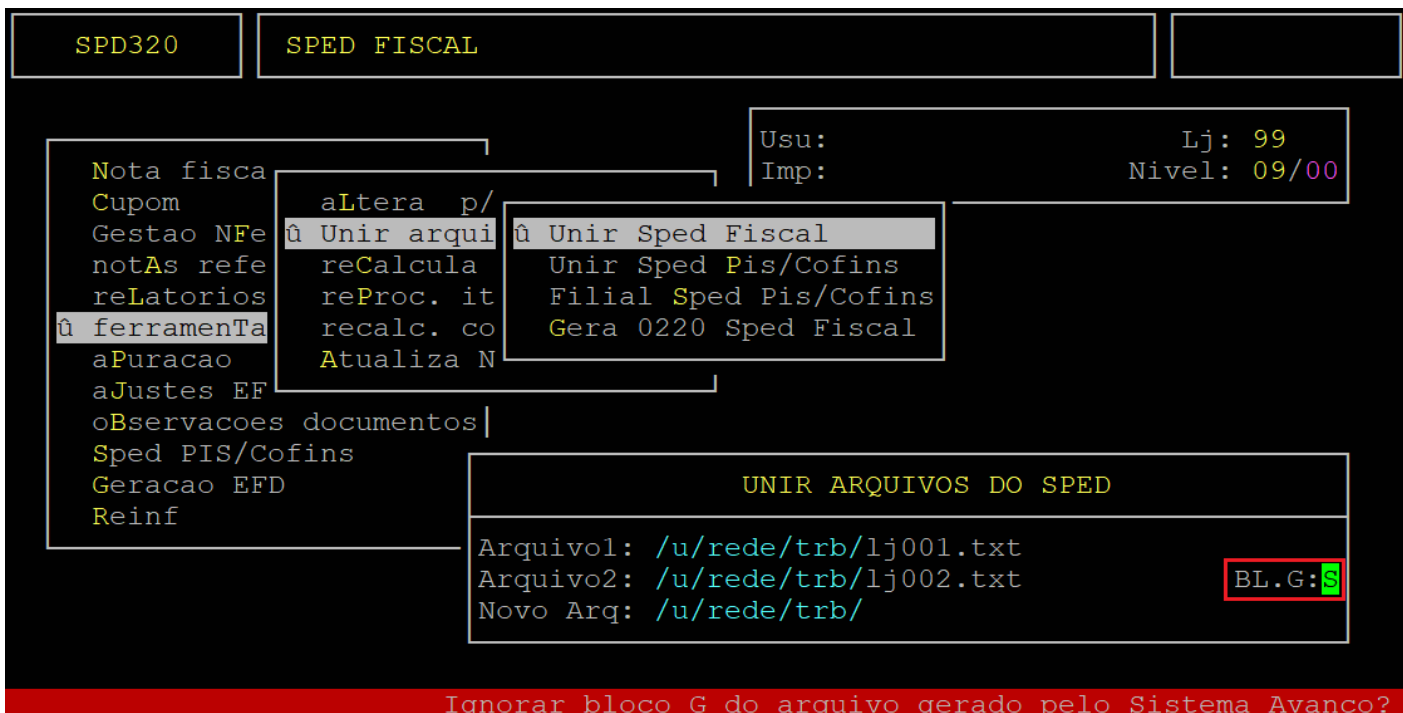 SPD320 SPED FISCAL
Usu: Lj: 99
Imp: Nivel: 09/00
Nota fisca
Cupom
Gestao NFe
notAs refe
reLatorios
û ferramenTa
aPuracao
aJustes EF
oBservacoes documentos
Sped PIS/Cofins
Geracao EFD
Reinf
aLtera p/
û Unir arqui
reCalcula
reProc. it
recalc. co
Atualiza N
û Unir Sped Fiscal
Unir Sped Pis/Cofins
Filial Sped Pis/Cofins
Gera 0220 Sped Fiscal
UNIR ARQUIVOS DO SPED
Arquivo1: /u/rede/trb/lj001.txt
Arquivo2: /u/rede/trb/lj002.txt BL.G:S
Novo Arq: /u/rede/trb/
Ignorar bloco G do arquivo gerado pelo Sistema Avanco?